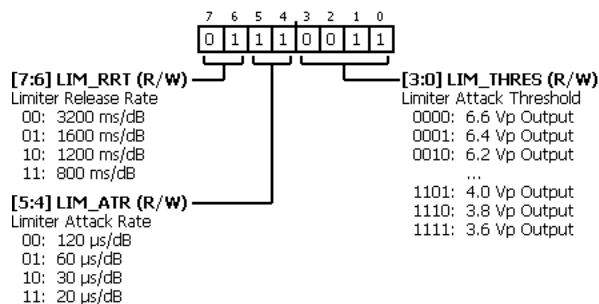 7 6 5 4 3 2 1 0
0 1 1 1 0 0 1 1
[7:6] LIM_RRT (R/W)
Limiter Release Rate
00: 3200 ms/dB
01: 1600 ms/dB
10: 1200 ms/dB
11: 800 ms/dB
[5:4] LIM_ATR (R/W)
Limiter Attack Rate
00: 120 µs/dB
01: 60 µs/dB
10: 30 µs/dB
11: 20 µs/dB
[3:0] LIM_THRES (R/W)
Limiter Attack Threshold
0000: 6.6 Vp Output
0001: 6.4 Vp Output
0010: 6.2 Vp Output
...
1101: 4.0 Vp Output
1110: 3.8 Vp Output
1111: 3.6 Vp Output